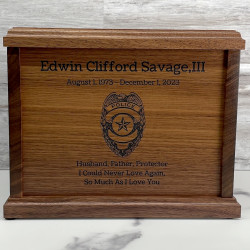 Edwin Clifford Savage,III
August 1, 1973 - December 1, 2023
POLICE
Husband, Father, Protector
I Could Never Love Again,
So Much As I Love You